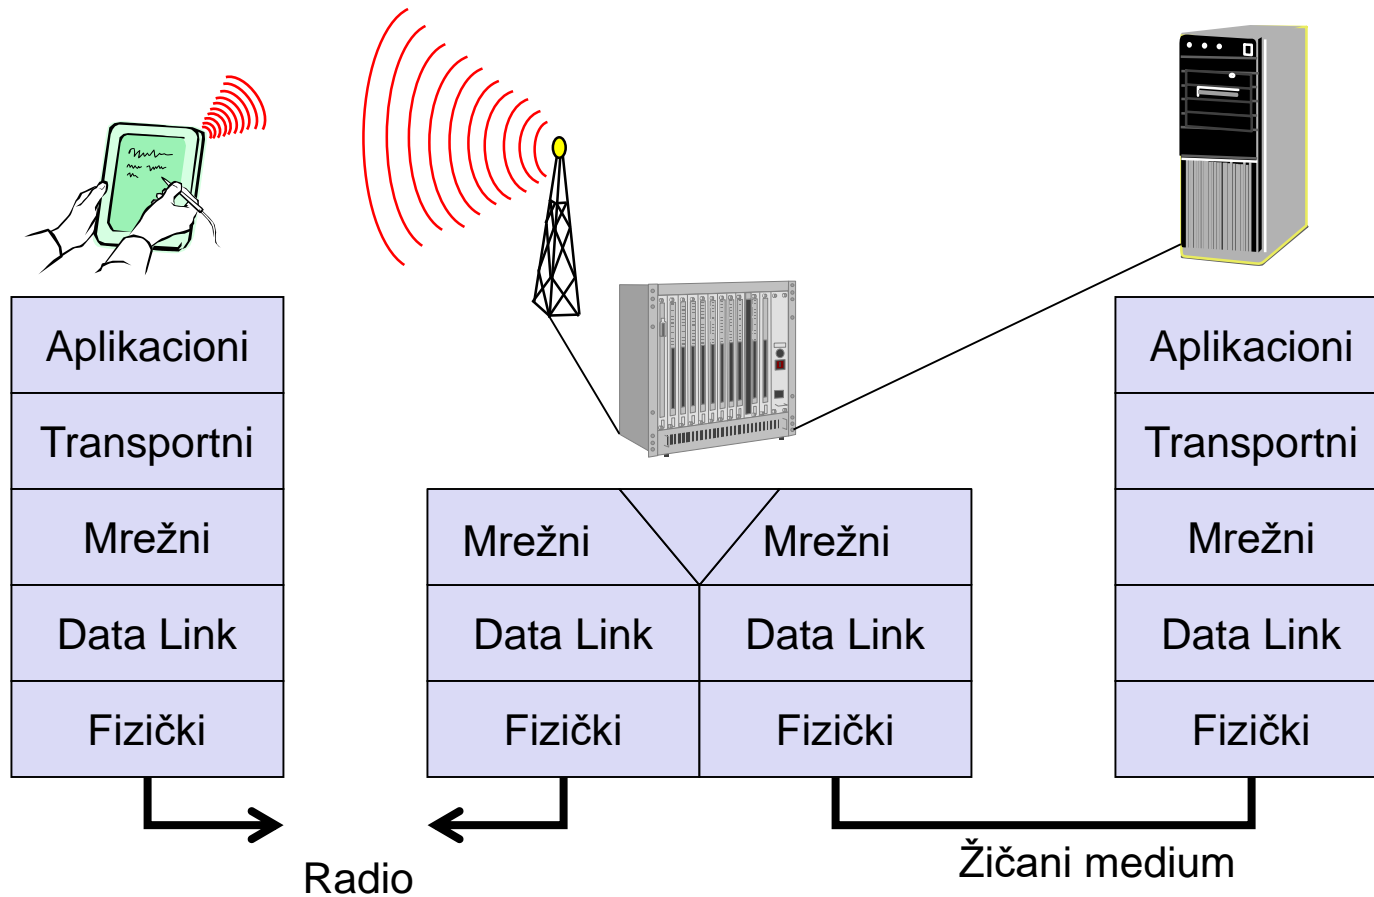 Aplikacioni
Transportni
Mrežni
Data Link
Fizički
Mrežni
Mrežni
Data Link
Data Link
Fizički
Fizički
Aplikacioni
Transportni
Mrežni
Data Link
Fizički
Radio
Žičani medium